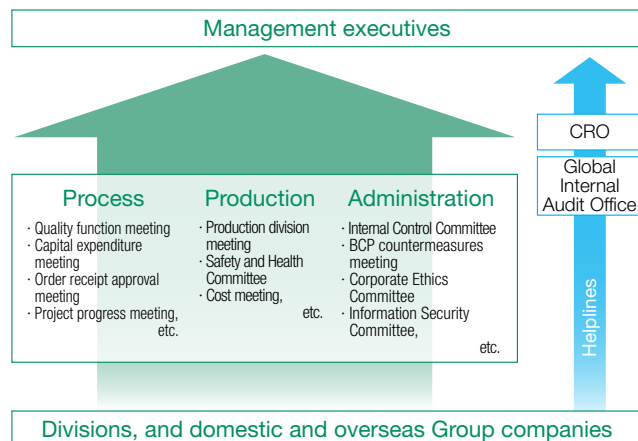 Management executives
CRO
Global
Internal
Audit Office
Helplines
Process
· Quality function meeting
· Capital expenditure
meeting
· Order receipt approval
meeting
· Project progress meeting,
etc.
Production
· Production division
meeting
· Safety and Health
Committee
· Cost meeting,
etc.
Administration
· Internal Control Committee
· BCP countermeasures
meeting
· Corporate Ethics
Committee
· Information Security
Committee,
etc.
Divisions, and domestic and overseas Group companies